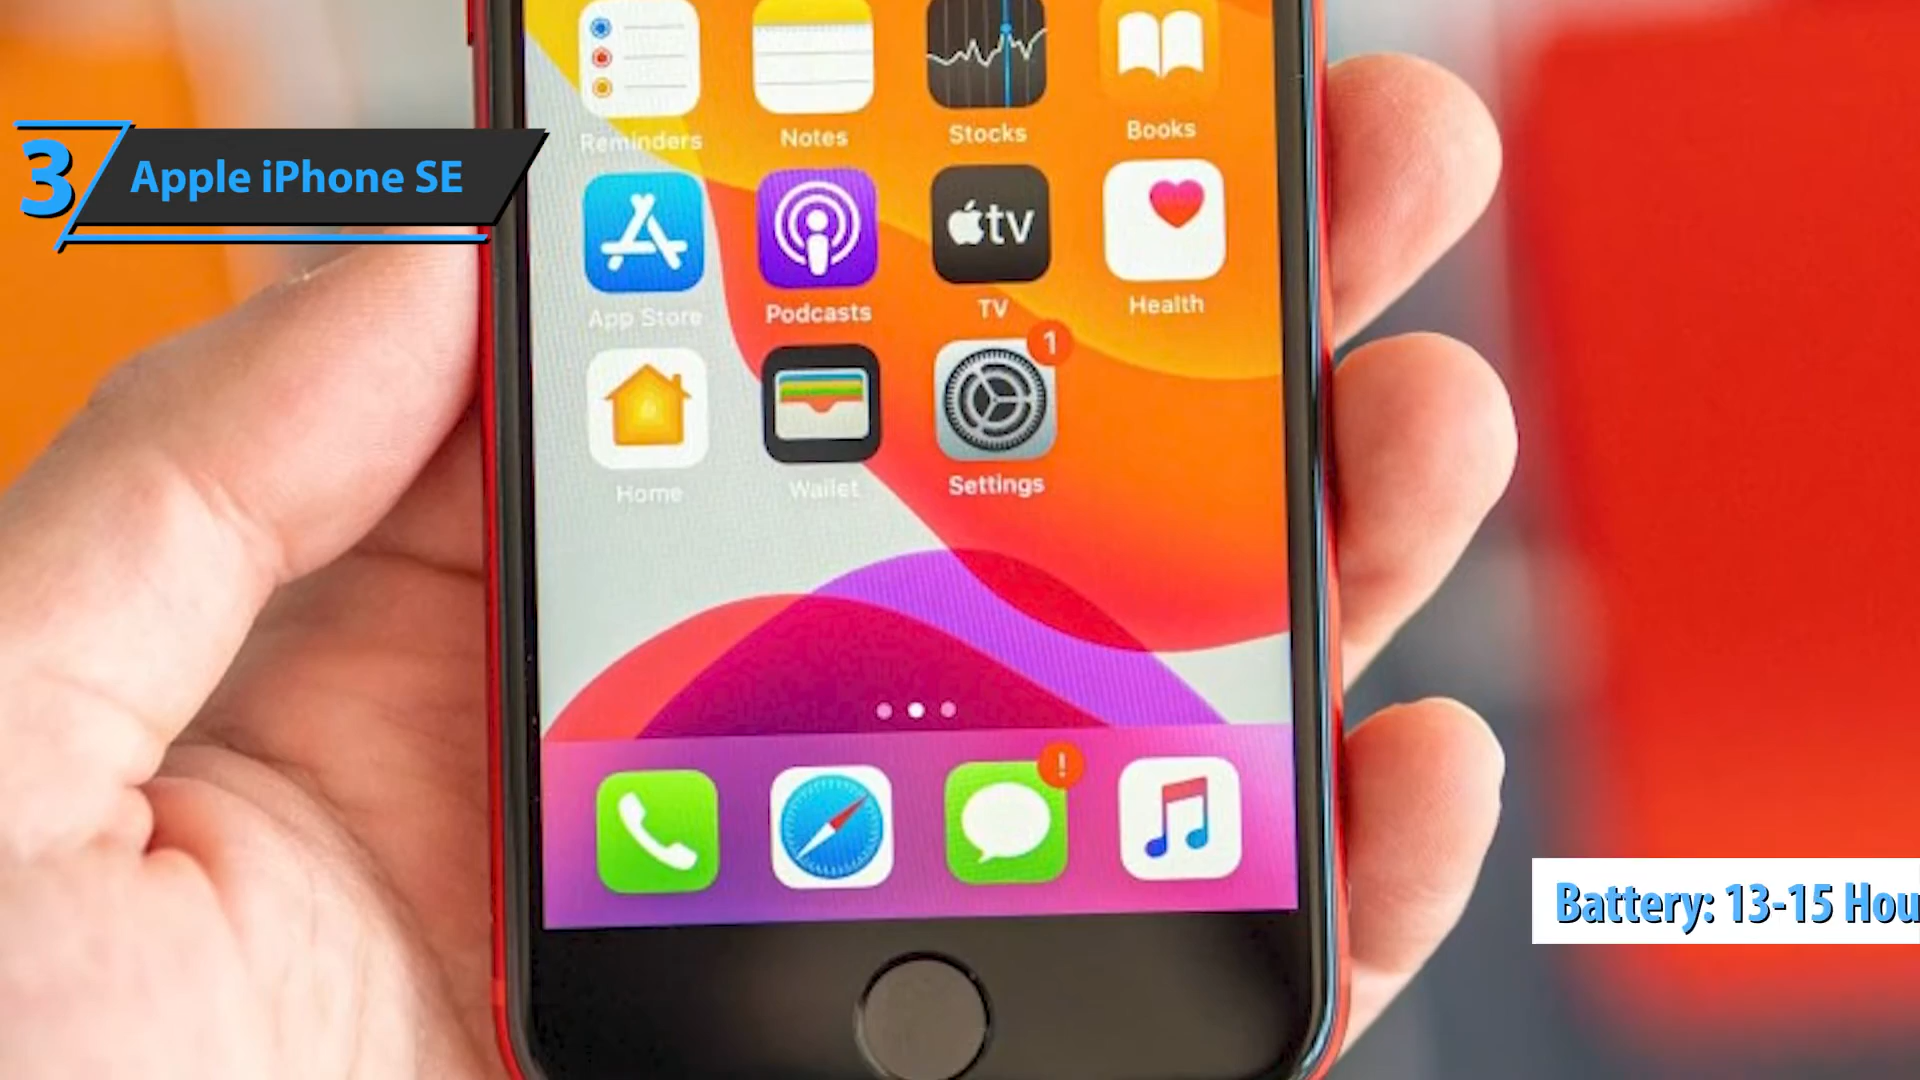 Reminders Notes Stocks Books
3 Apple iPhone SE
tv
App Store Podcasts TV Health
1
Home Wallet Settings
!
Battery: 13-15 Hou